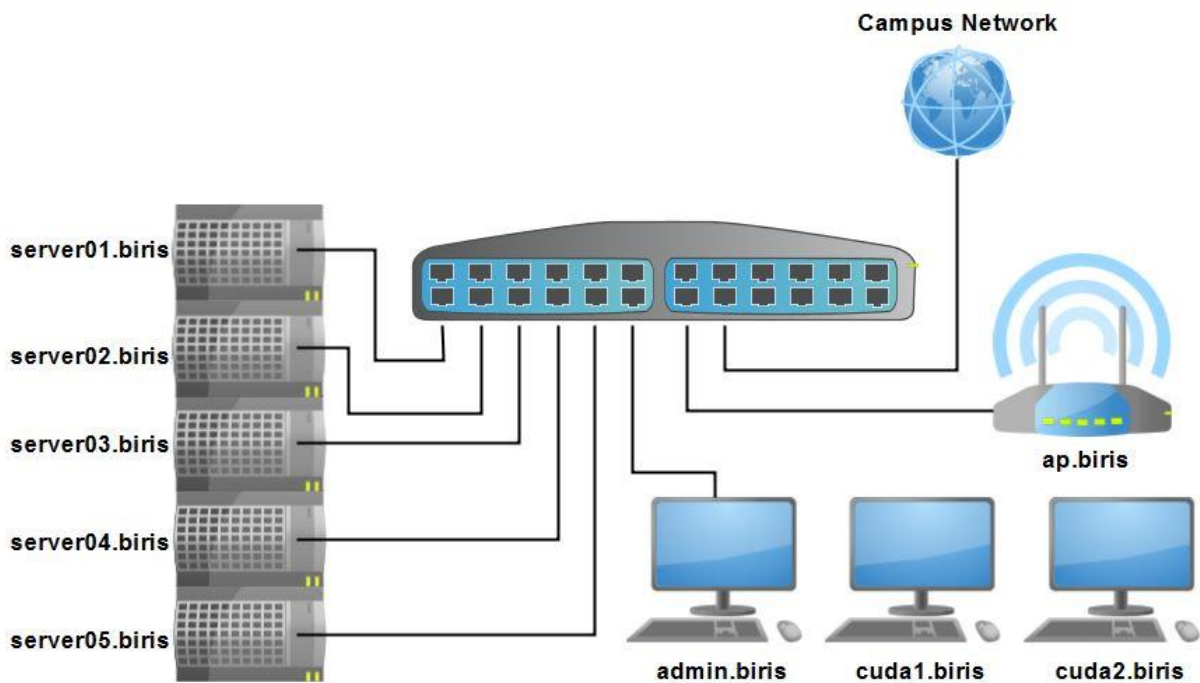 Campus Network
server01.biris
server02.biris
server03.biris
server04.biris
server05.biris
ap.biris
admin.biris
cuda1.biris
cuda2.biris